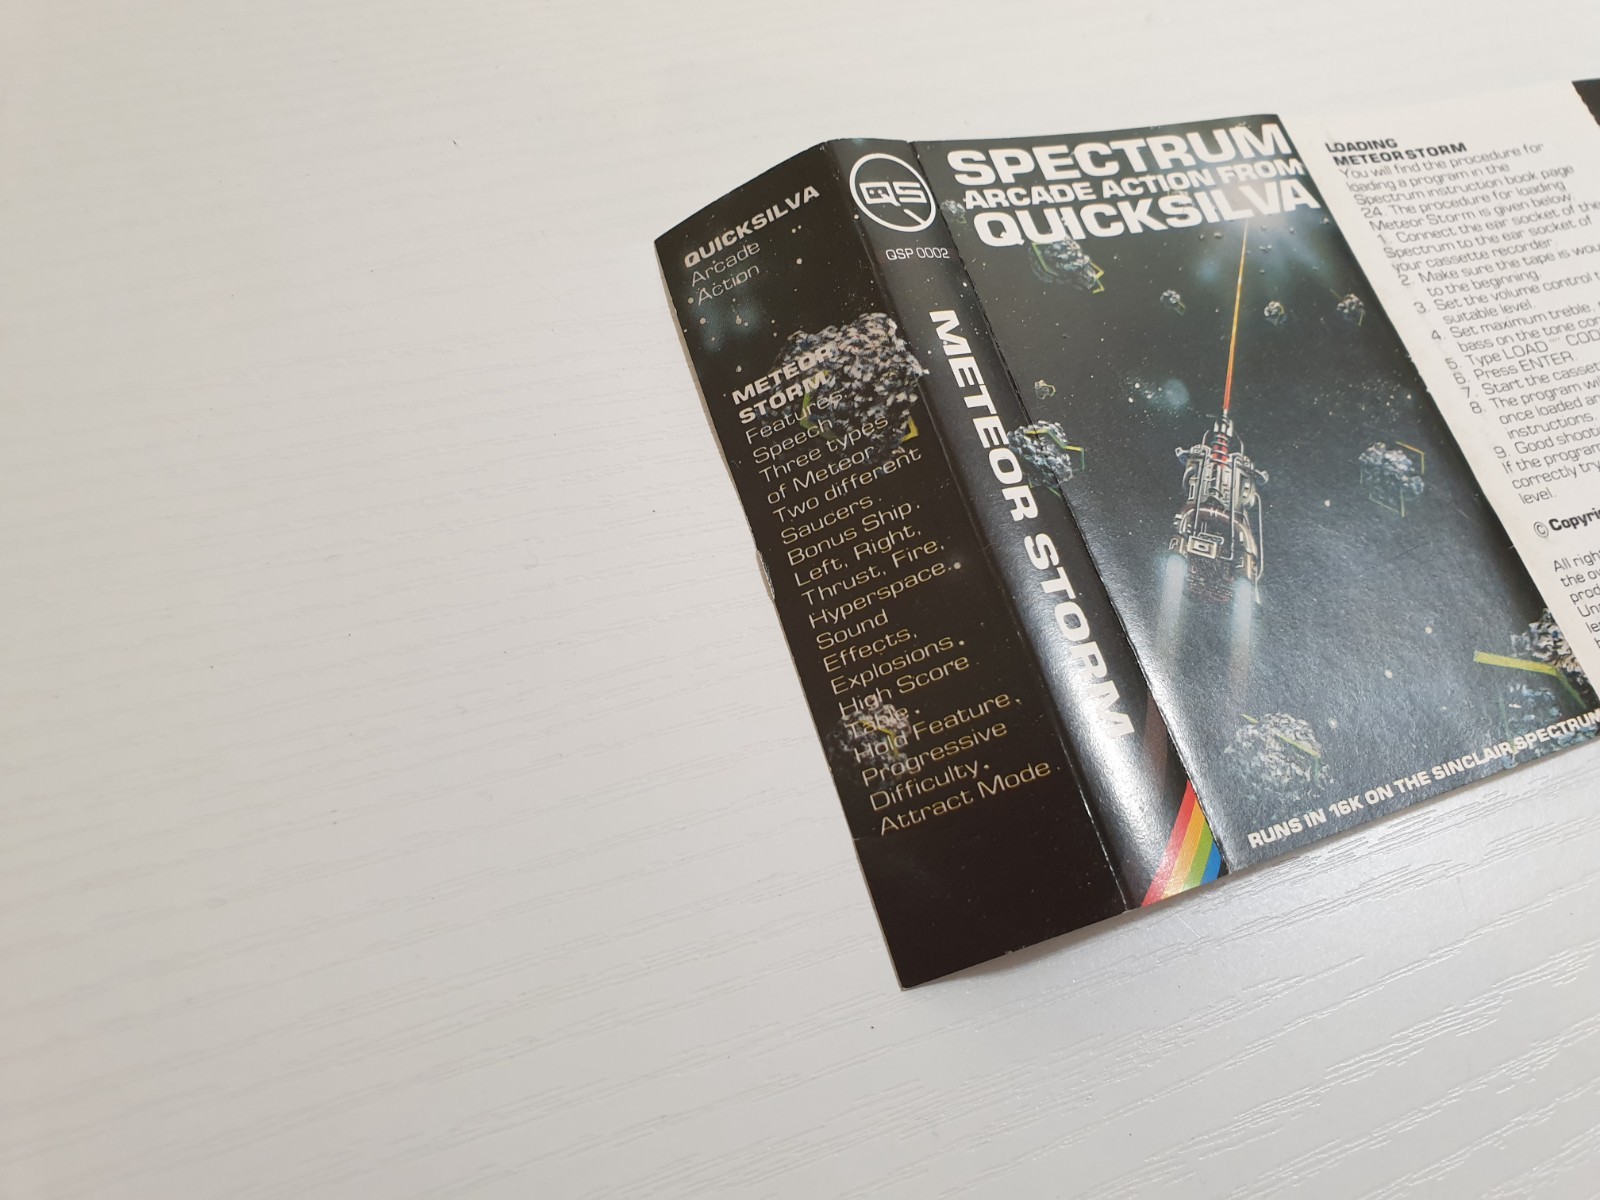 QUICKSILVA
Arcade
Action
METEOR
STORM
Features
Speech
Three types
of Meteor
Two different
Saucers.
Bonus Ship.
Left, Right,
Thrust, Fire,
Hyperspace.
Sound
Effects,
Explosions.
High Score
Table.
Hold Feature.
Progressive
Difficulty.
Attract Mode.
QS
QSP 0002
METEOR STORM
SPECTRUM
ARCADE ACTION FROM
QUICKSILVA
RUNS IN 16K ON THE SINCLAIR SPECTRUM
LOADING
METEOR STORM
You will find the procedure for
loading a program in the
Spectrum instruction book page
24. The procedure for loading
Meteor Storm is given below.
1. Connect the ear socket of the
Spectrum to the ear socket of
your cassette recorder.
2. Make sure the tape is
to the beginning.
3. Set the volume control
suitable level.
4. Set maximum treble,
bass on the tone
5. Type LOAD "" 
6. Press ENTER.
7. Start the
8. The program
once loaded
instructions.
9. Good
If the
correctly try
level.
©
All
the